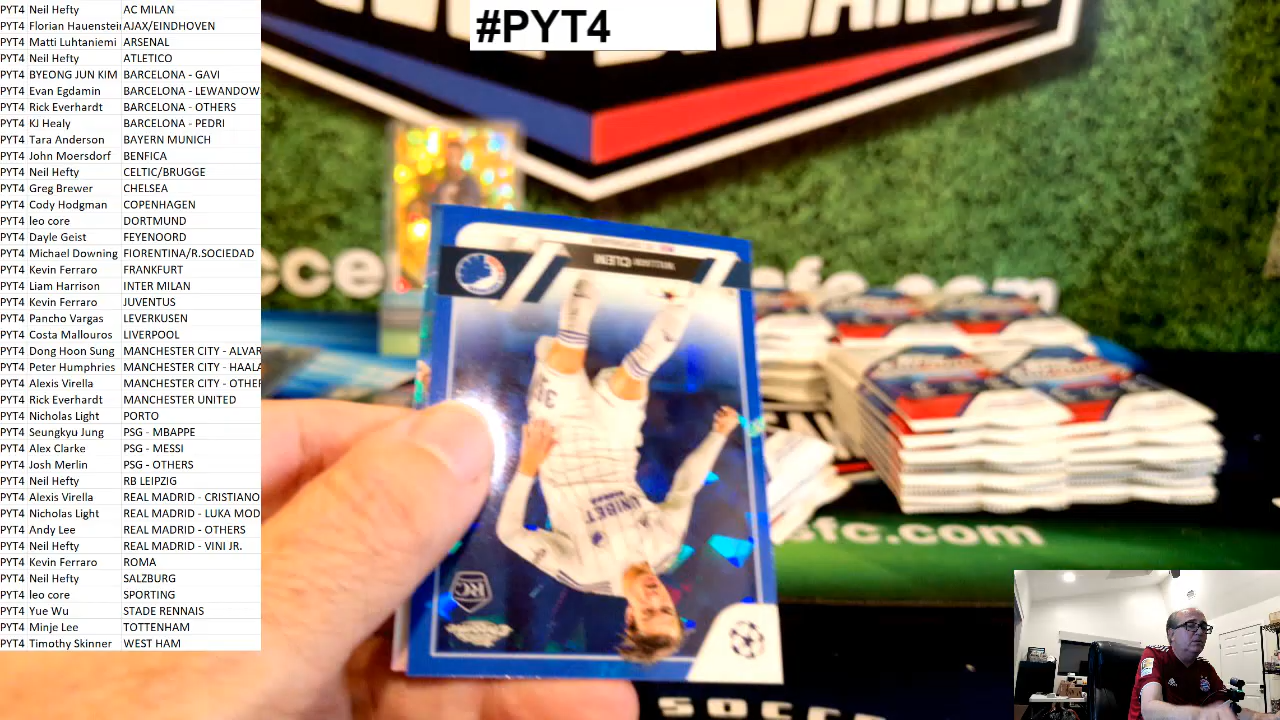 #PYT4
PYT4 Neil Hefty AC MILAN
PYT4 Florian Hauenstein AJAX/EINDHOVEN
PYT4 Matti Luhtaniemi ARSENAL
PYT4 Neil Hefty ATLETICO
PYT4 BYEONG JUN KIM BARCELONA - GAVI
PYT4 Evan Egdamin BARCELONA - LEWANDOW
PYT4 Rick Everhardt BARCELONA - OTHERS
PYT4 KJ Healy BARCELONA - PEDRI
PYT4 Tara Anderson BAYERN MUNICH
PYT4 John Moersdorf BENFICA
PYT4 Neil Hefty CELTIC/BRUGGE
PYT4 Greg Brewer CHELSEA
PYT4 Cody Hodgman COPENHAGEN
PYT4 leo core DORTMUND
PYT4 Dayle Geist FEYENOORD
PYT4 Michael Downing FIORENTINA/R.SOCIEDAD
PYT4 Kevin Ferraro FRANKFURT
PYT4 Liam Harrison INTER MILAN
PYT4 Kevin Ferraro JUVENTUS
PYT4 Pancho Vargas LEVERKUSEN
PYT4 Costa Mallouros LIVERPOOL
PYT4 Dong Hoon Sung MANCHESTER CITY - ALVAR
PYT4 Peter Humphries MANCHESTER CITY - HAALA
PYT4 Alexis Virella MANCHESTER CITY - OTHER
PYT4 Rick Everhardt MANCHESTER UNITED
PYT4 Nicholas Light PORTO
PYT4 Seungkyu Jung PSG - MBAPPE
PYT4 Alex Clarke PSG - MESSI
PYT4 Josh Merlin PSG - OTHERS
PYT4 Neil Hefty RB LEIPZIG
PYT4 Alexis Virella REAL MADRID - CRISTIANO
PYT4 Nicholas Light REAL MADRID - LUKA MOD
PYT4 Andy Lee REAL MADRID - OTHERS
PYT4 Neil Hefty REAL MADRID - VINI JR.
PYT4 Kevin Ferraro ROMA
PYT4 Neil Hefty SALZBURG
PYT4 leo core SPORTING
PYT4 Yue Wu STADE RENNAIS
PYT4 Minje Lee TOTTENHAM
PYT4 Timothy Skinner WEST HAM
WILLIAM CLEM
UNIBET
RC
sfc.com
SOCCE